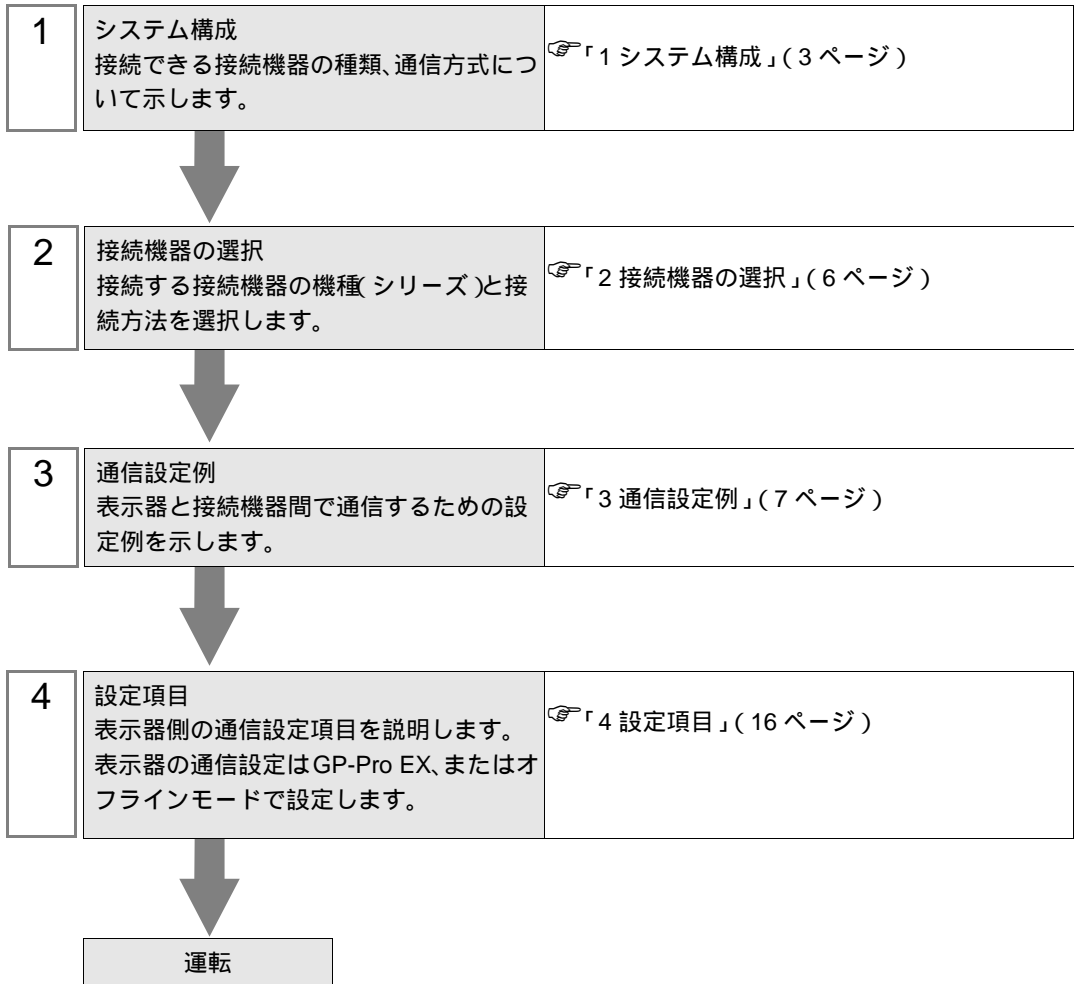 1
システム構成
接続できる接続機器の種類、通信方式につ
いて示します。
☞「1 システム構成」(3 ページ)
2
接続機器の選択
接続する接続機器の機種(シリーズ)と接
続方法を選択します。
☞「2 接続機器の選択」(6 ページ)
3
通信設定例
表示器と接続機器間で通信するための設
定例を示します。
☞「3 通信設定例」(7 ページ)
4
設定項目
表示器側の通信設定項目を説明します。
表示器の通信設定はGP-Pro EX、またはオ
フラインモードで設定します。
☞「4 設定項目」(16 ページ)
運転